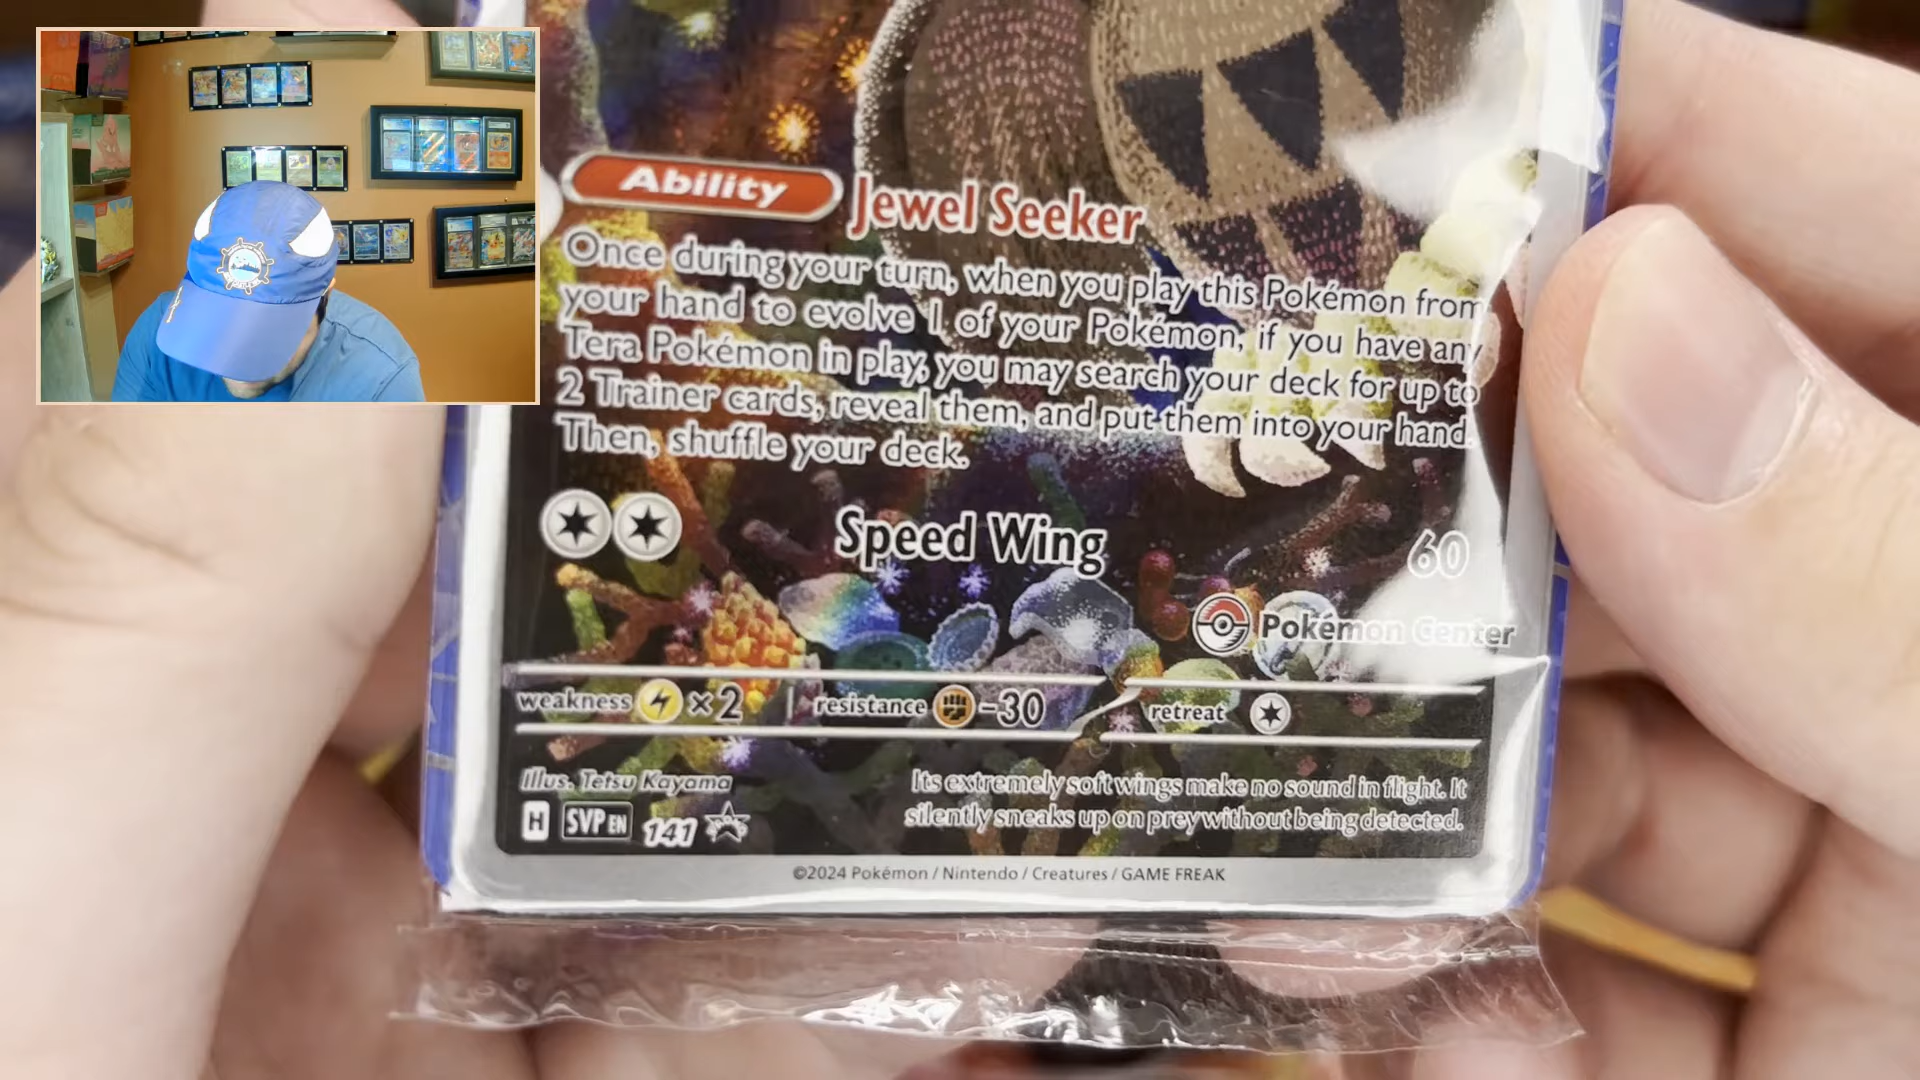 Ability Jewel Seeker
Once during your turn, when you play this Pokémon from
your hand to evolve 1 of your Pokémon, if you have any
Tera Pokémon in play, you may search your deck for up to
2 Trainer cards, reveal them, and put them into your hand.
Then, shuffle your deck.
Speed Wing 60
Pokémon Center
weakness ×2 resistance -30 retreat
Illus. Tetsu Kayama
Its extremely soft wings make no sound in flight. It
silently sneaks up on prey without being detected.
H SVP EN 141
©2024 Pokémon / Nintendo / Creatures / GAME FREAK